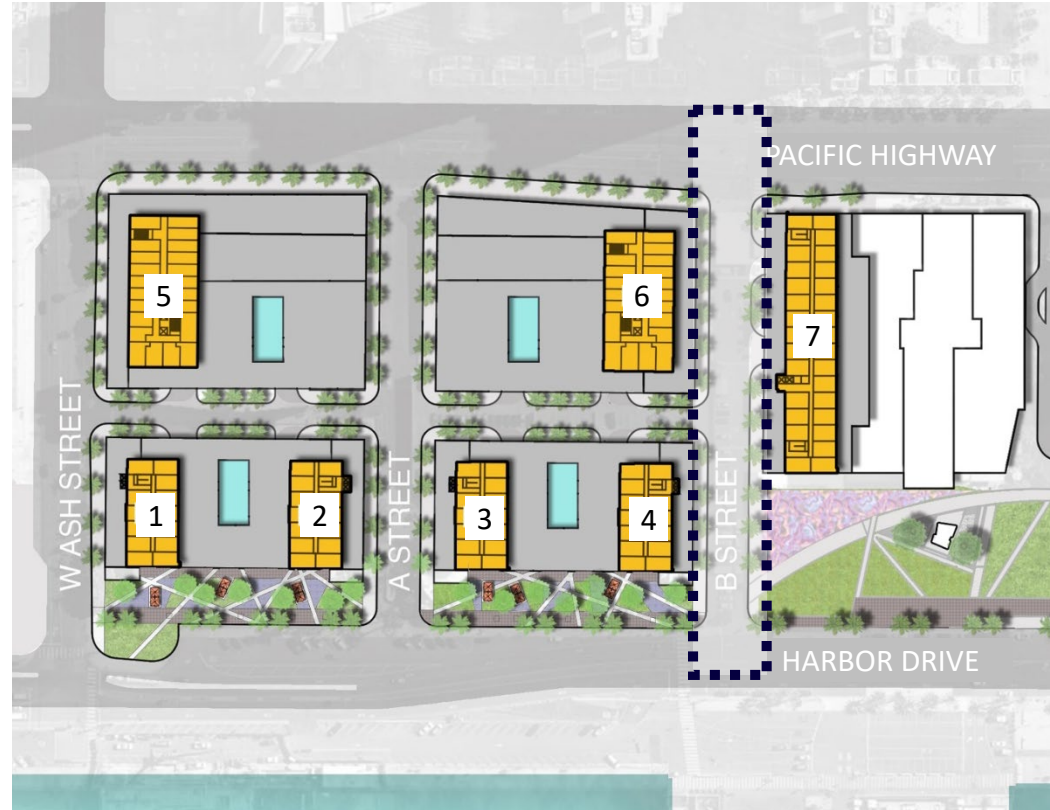 PACIFIC HIGHWAY
5
6
7
W ASH STREET
A STREET
B STREET
1
2
3
4
HARBOR DRIVE